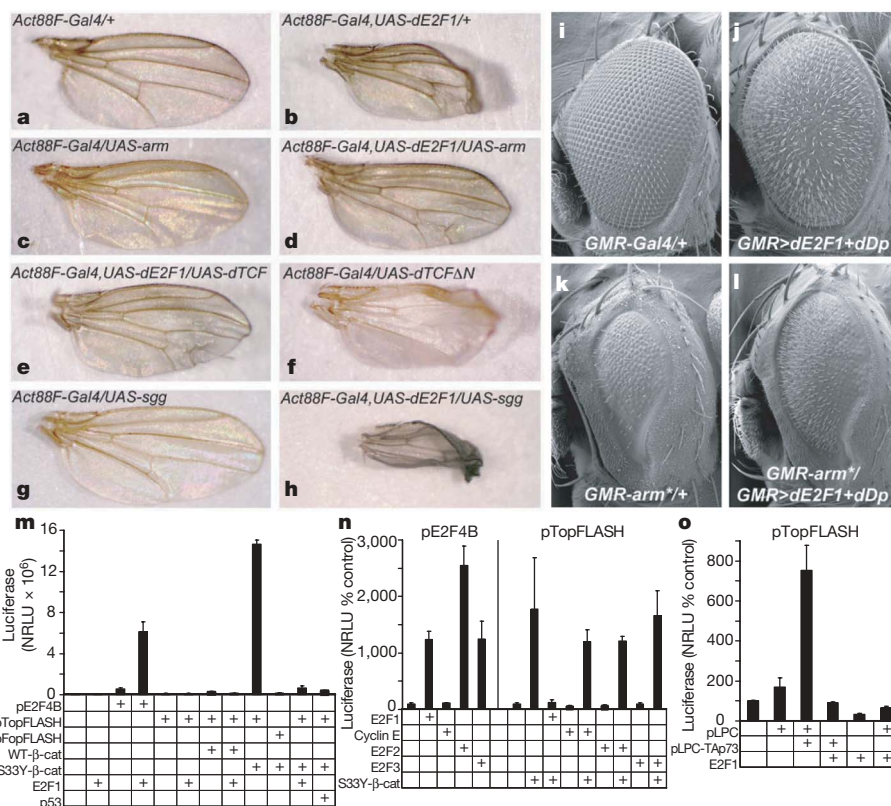 Act88F-Gal4/+
a
Act88F-Gal4,UAS-dE2F1/+
b
Act88F-Gal4/UAS-arm
c
Act88F-Gal4,UAS-dE2F1/UAS-arm
d
Act88F-Gal4,UAS-dE2F1/UAS-dTCF
e
Act88F-Gal4/UAS-dTCFΔN
f
Act88F-Gal4/UAS-sgg
g
Act88F-Gal4,UAS-dE2F1/UAS-sgg
h
i
GMR-Gal4/+
j
GMR>dE2F1+dDp
k
GMR-arm*/+
l
GMR-arm*/
GMR>dE2F1+dDp
m
Luciferase
(NRLU × 10⁶)
16
12
8
4
0
pE2F4B + +
pTopFLASH + + + + + + +
pFopFLASH +
WT-β-cat + +
S33Y-β-cat + + + +
E2F1 + + + + +
p53 +
n
pE2F4B pTopFLASH
Luciferase (NRLU % control)
3,000
2,000
1,000
0
E2F1 + +
Cyclin E + + +
E2F2 + + +
E2F3 + + +
S33Y-β-cat + + + + +
o
pTopFLASH
Luciferase (NRLU % control)
800
600
400
200
0
pLPC + + +
pLPC-TAp73 + +
E2F1 + + +